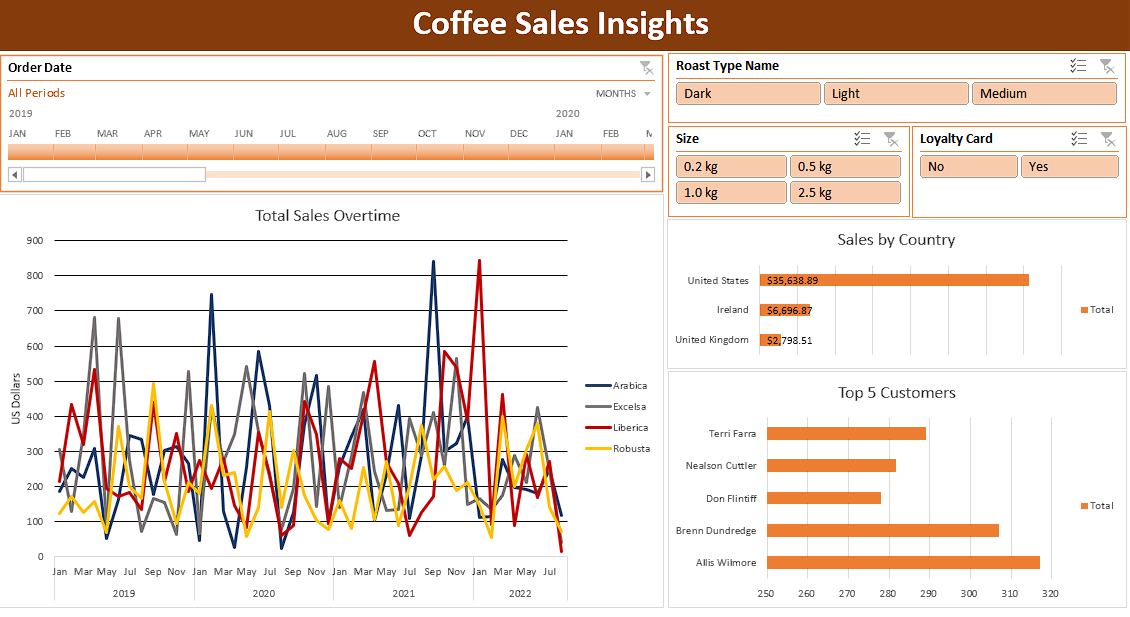 Coffee Sales Insights
Order Date
All Periods
MONTHS
2019 2020
JAN FEB MAR APR MAY JUN JUL AUG SEP OCT NOV DEC JAN FEB
Roast Type Name
Dark Light Medium
Size
0.2 kg 0.5 kg
1.0 kg 2.5 kg
Loyalty Card
No Yes
Total Sales Overtime
US Dollars
900
800
700
600
500
400
300
200
100
0
Jan Mar May Jul Sep Nov Jan Mar May Jul Sep Nov Jan Mar May Jul Sep Nov Jan Mar May Jul
2019 2020 2021 2022
Arabica
Excelsa
Liberica
Robusta
Sales by Country
United States $35,638.89
Ireland $6,696.87
United Kingdom $2,798.51
Total
Top 5 Customers
Terri Farra
Nealson Cuttler
Don Flintiff
Brenn Dundredge
Allis Wilmore
250 260 270 280 290 300 310 320
Total